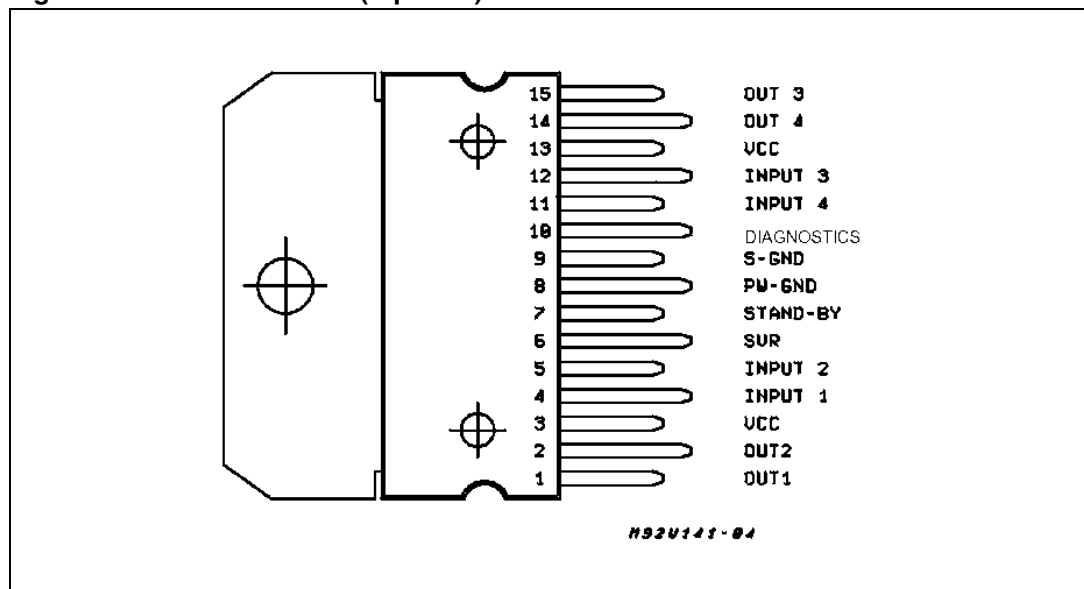 15 OUT 3
14 OUT 4
13 VCC
12 INPUT 3
11 INPUT 4
10 DIAGNOSTICS
9 S-GND
8 PW-GND
7 STAND-BY
6 SVR
5 INPUT 2
4 INPUT 1
3 VCC
2 OUT2
1 OUT1